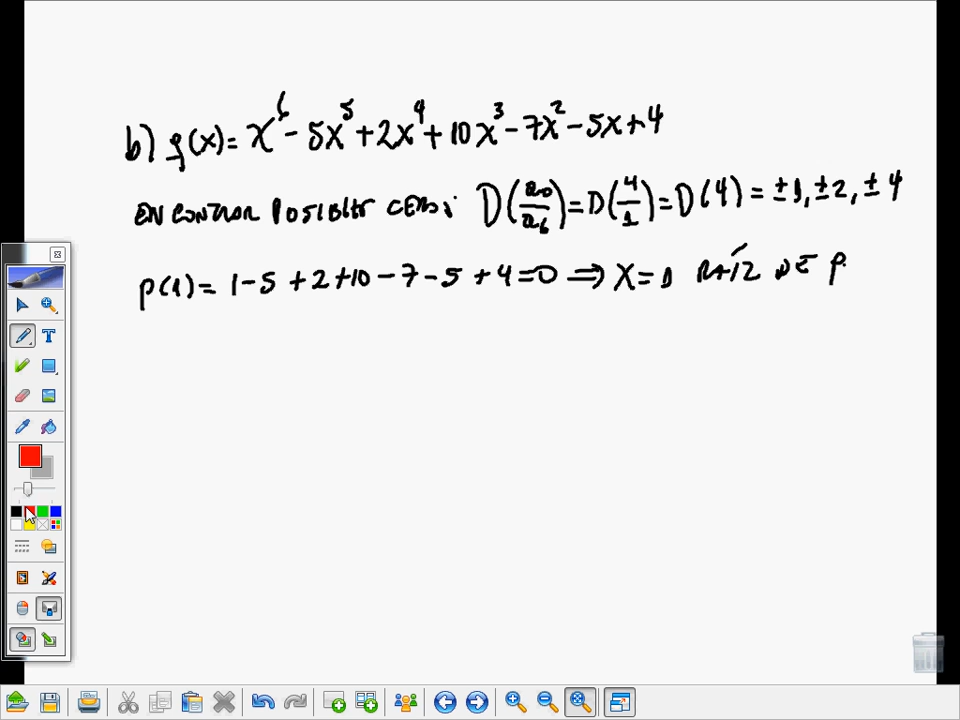 b) p(x)= x⁶ - 5x⁵ + 2x⁴ + 10x³ - 7x² - 5x + 4
ENCONTRAR POSIBLES CEROS: D(a0/a6) = D(4/1) = D(4) = ±1, ±2, ±4
p(1) = 1 - 5 + 2 + 10 - 7 - 5 + 4 = 0 ⟹ X = 1 RAÍZ DE p.
T